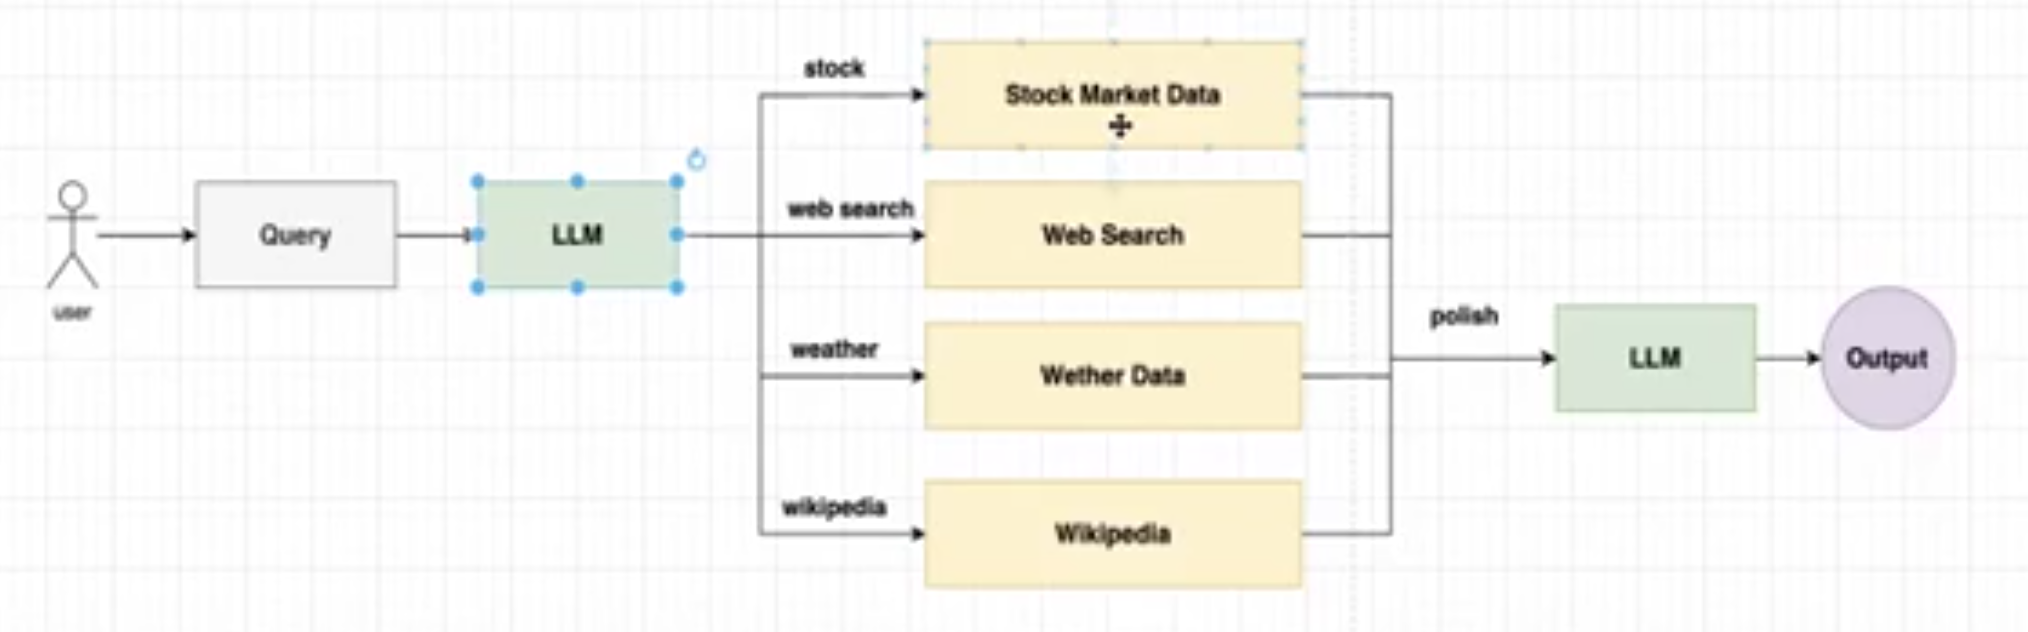 stock
Stock Market Data
web search
Query
LLM
Web Search
user
polish
weather
LLM
Output
Wether Data
wikipedia
Wikipedia